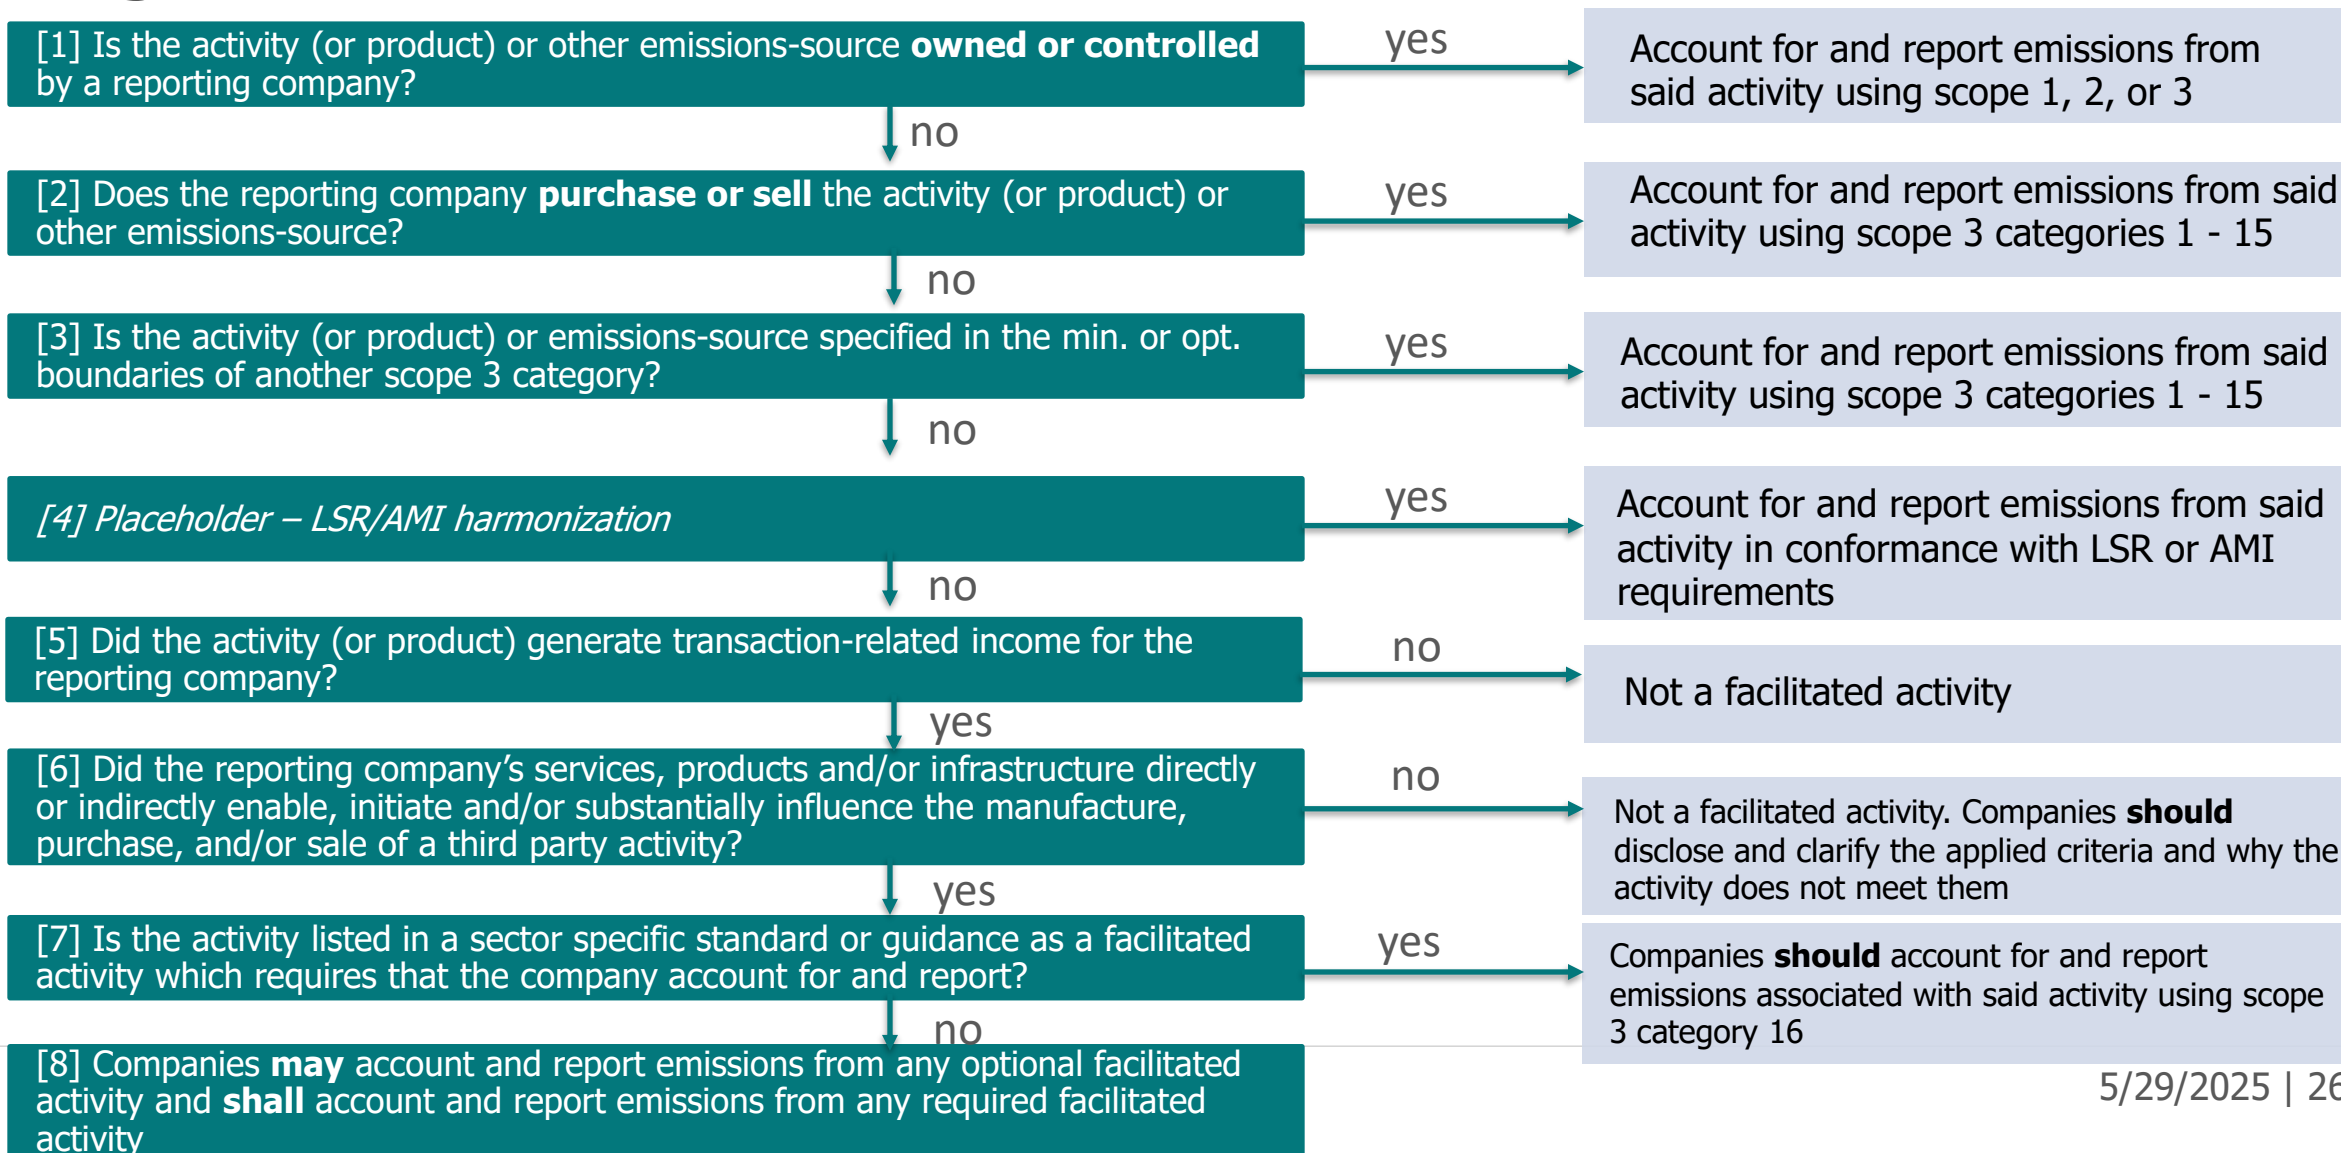 [1] Is the activity (or product) or other emissions-source owned or controlled
by a reporting company?
yes
Account for and report emissions from
said activity using scope 1, 2, or 3
no
[2] Does the reporting company purchase or sell the activity (or product) or
other emissions-source?
yes
Account for and report emissions from said
activity using scope 3 categories 1 - 15
no
[3] Is the activity (or product) or emissions-source specified in the min. or opt.
boundaries of another scope 3 category?
yes
Account for and report emissions from said
activity using scope 3 categories 1 - 15
no
[4] Placeholder – LSR/AMI harmonization
yes
Account for and report emissions from said
activity in conformance with LSR or AMI
requirements
no
[5] Did the activity (or product) generate transaction-related income for the
reporting company?
no
Not a facilitated activity
yes
[6] Did the reporting company's services, products and/or infrastructure directly
or indirectly enable, initiate and/or substantially influence the manufacture,
purchase, and/or sale of a third party activity?
no
Not a facilitated activity. Companies should
disclose and clarify the applied criteria and why the
activity does not meet them
yes
[7] Is the activity listed in a sector specific standard or guidance as a facilitated
activity which requires that the company account for and report?
yes
Companies should account for and report
emissions associated with said activity using scope
3 category 16
no
[8] Companies may account and report emissions from any optional facilitated
activity and shall account and report emissions from any required facilitated
activity
5/29/2025 | 26